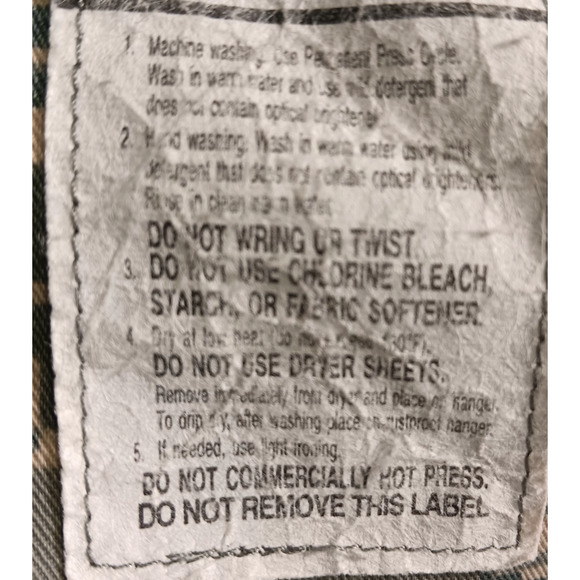 1. Machine washing. Use Permanent Press Cycle.
Wash in warm water and use mild detergent that
does not contain optical brightener
2. Hand washing. Wash in warm water using mild
detergent that does not contain optical brighteners.
Rinse in clean warm water.
DO NOT WRING OR TWIST.
3. DO NOT USE CHLORINE BLEACH,
STARCH, OR FABRIC SOFTENER.
4. Dry at low heat (do not 130°F).
DO NOT USE DRYER SHEETS.
Remove immediately from dryer and place on hanger.
To drip dry, after washing place on rustproof hanger.
5. If needed, use light ironing.
DO NOT COMMERCIALLY HOT PRESS.
DO NOT REMOVE THIS LABEL